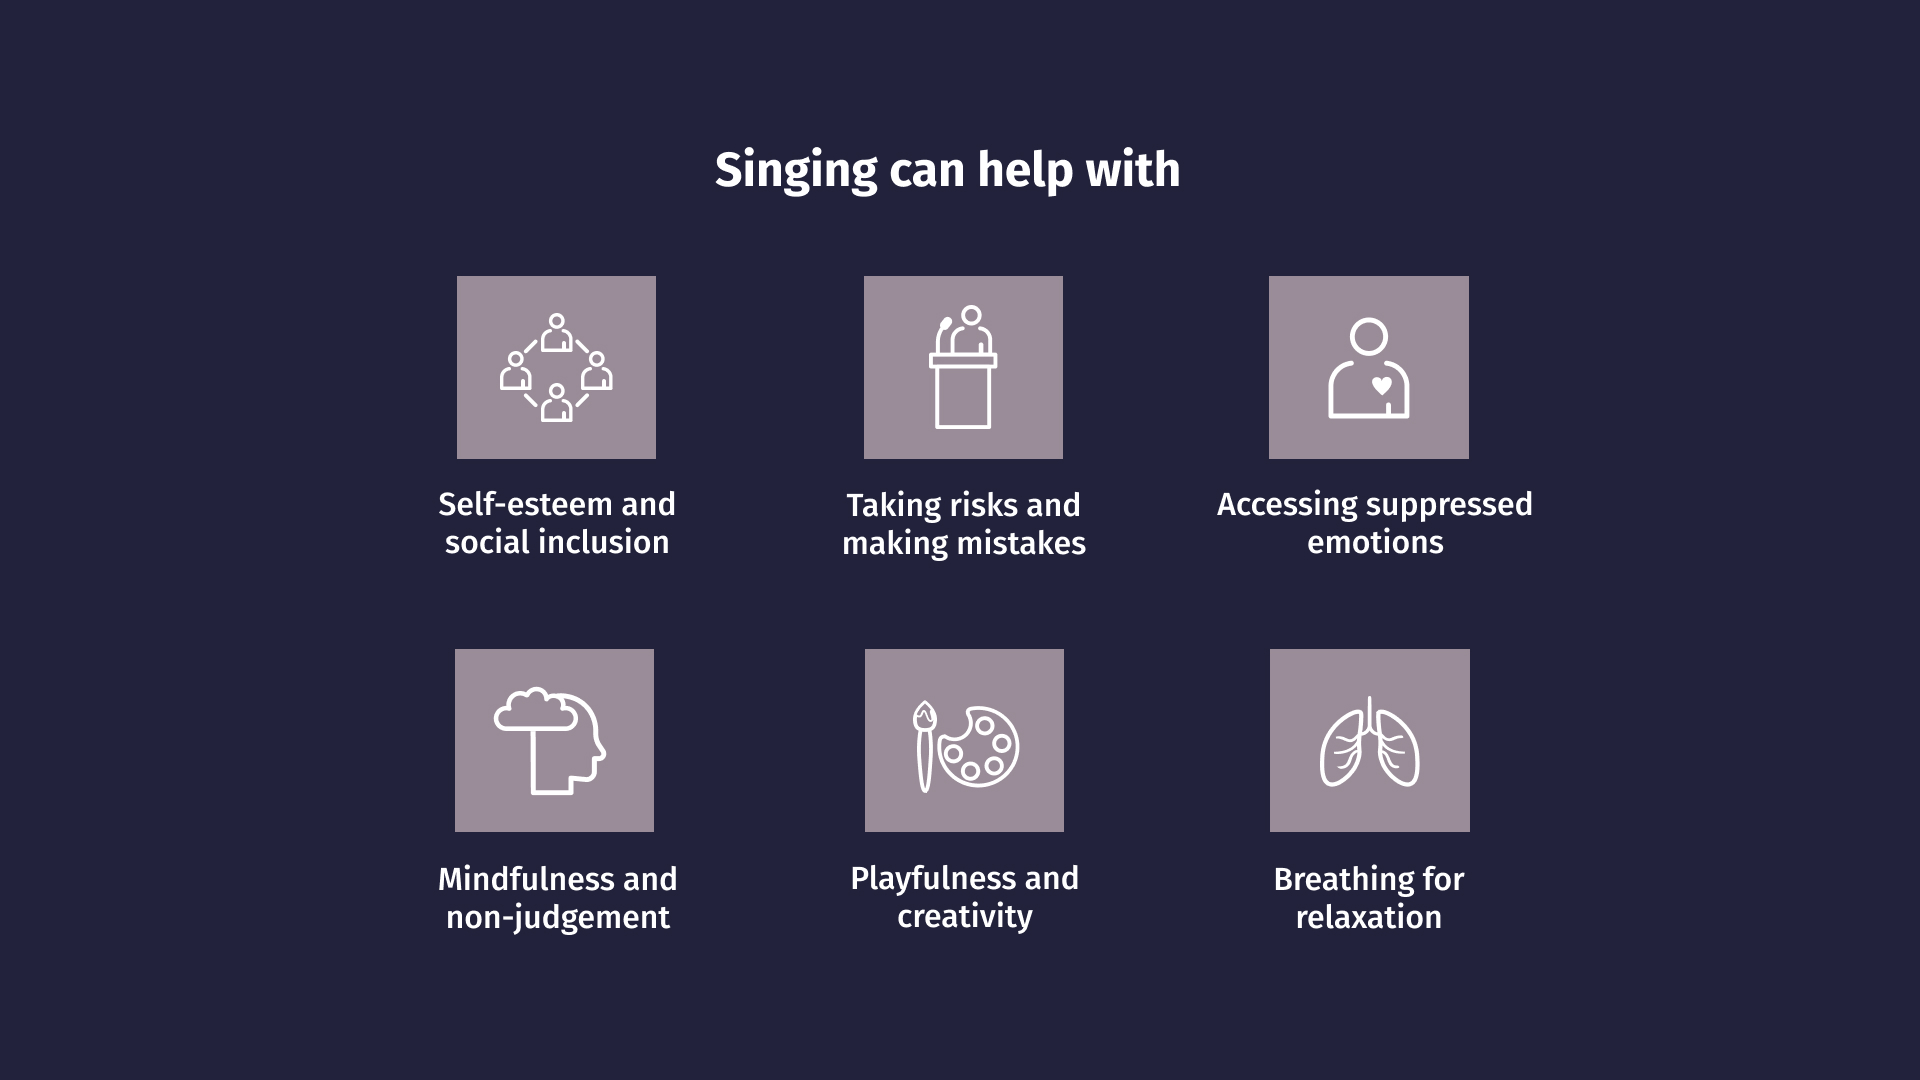 Singing can help with
Self-esteem and
social inclusion
Taking risks and
making mistakes
Accessing suppressed
emotions
Mindfulness and
non-judgement
Playfulness and
creativity
Breathing for
relaxation